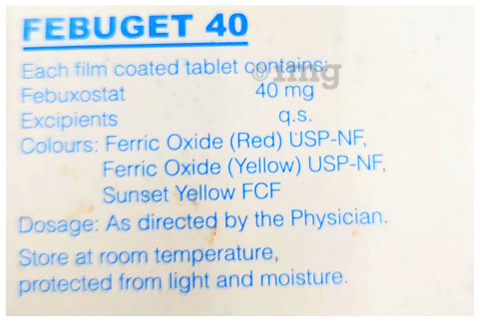 FEBUGET 40
Each film coated tablet contains:
Febuxostat 40 mg
Excipients q.s.
Colours: Ferric Oxide (Red) USP-NF,
Ferric Oxide (Yellow) USP-NF,
Sunset Yellow FCF
Dosage: As directed by the Physician.
Store at room temperature,
protected from light and moisture.